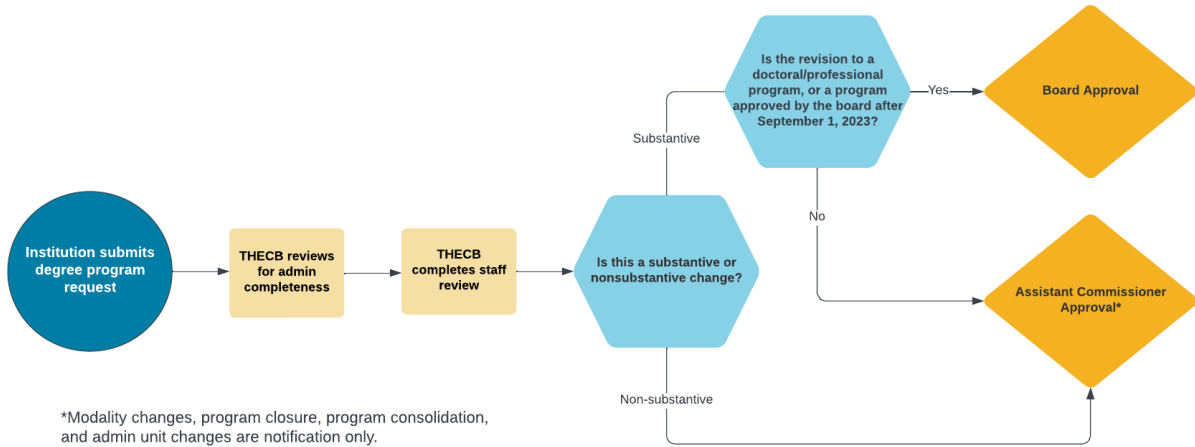 Institution submits
degree program
request
THECB reviews
for admin
completeness
THECB
completes staff
review
Is this a substantive or
nonsubstantive change?
Substantive
Is the revision to a
doctoral/professional
program, or a program
approved by the board after
September 1, 2023?
Yes
Board Approval
No
Assistant Commissioner
Approval*
Non-substantive
*Modality changes, program closure, program consolidation,
and admin unit changes are notification only.